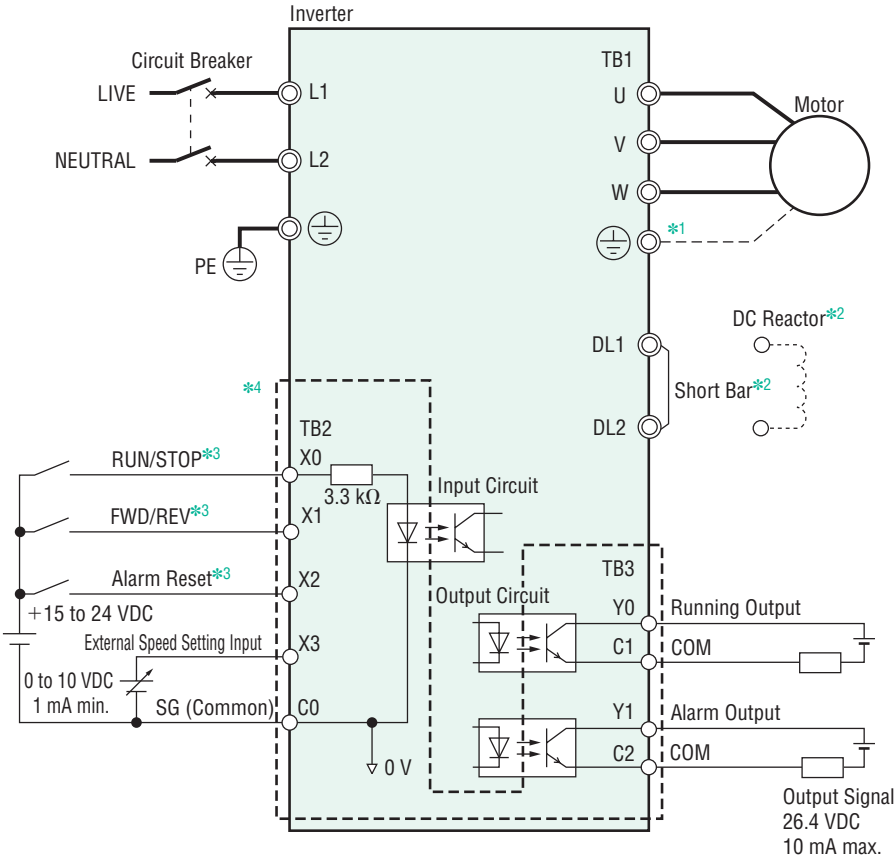 Inverter
Circuit Breaker
TB1
LIVE
L1
U
Motor
V
NEUTRAL
L2
W
*1
PE
DC Reactor*2
DL1
Short Bar*2
*4
DL2
TB2
RUN/STOP*3
X0
3.3 kΩ
Input Circuit
FWD/REV*3
X1
TB3
Alarm Reset*3
X2
Output Circuit
Y0
Running Output
+15 to 24 VDC
External Speed Setting Input
X3
C1
COM
0 to 10 VDC
1 mA min.
SG (Common)
C0
Y1
Alarm Output
0 V
C2
COM
Output Signal
26.4 VDC
10 mA max.